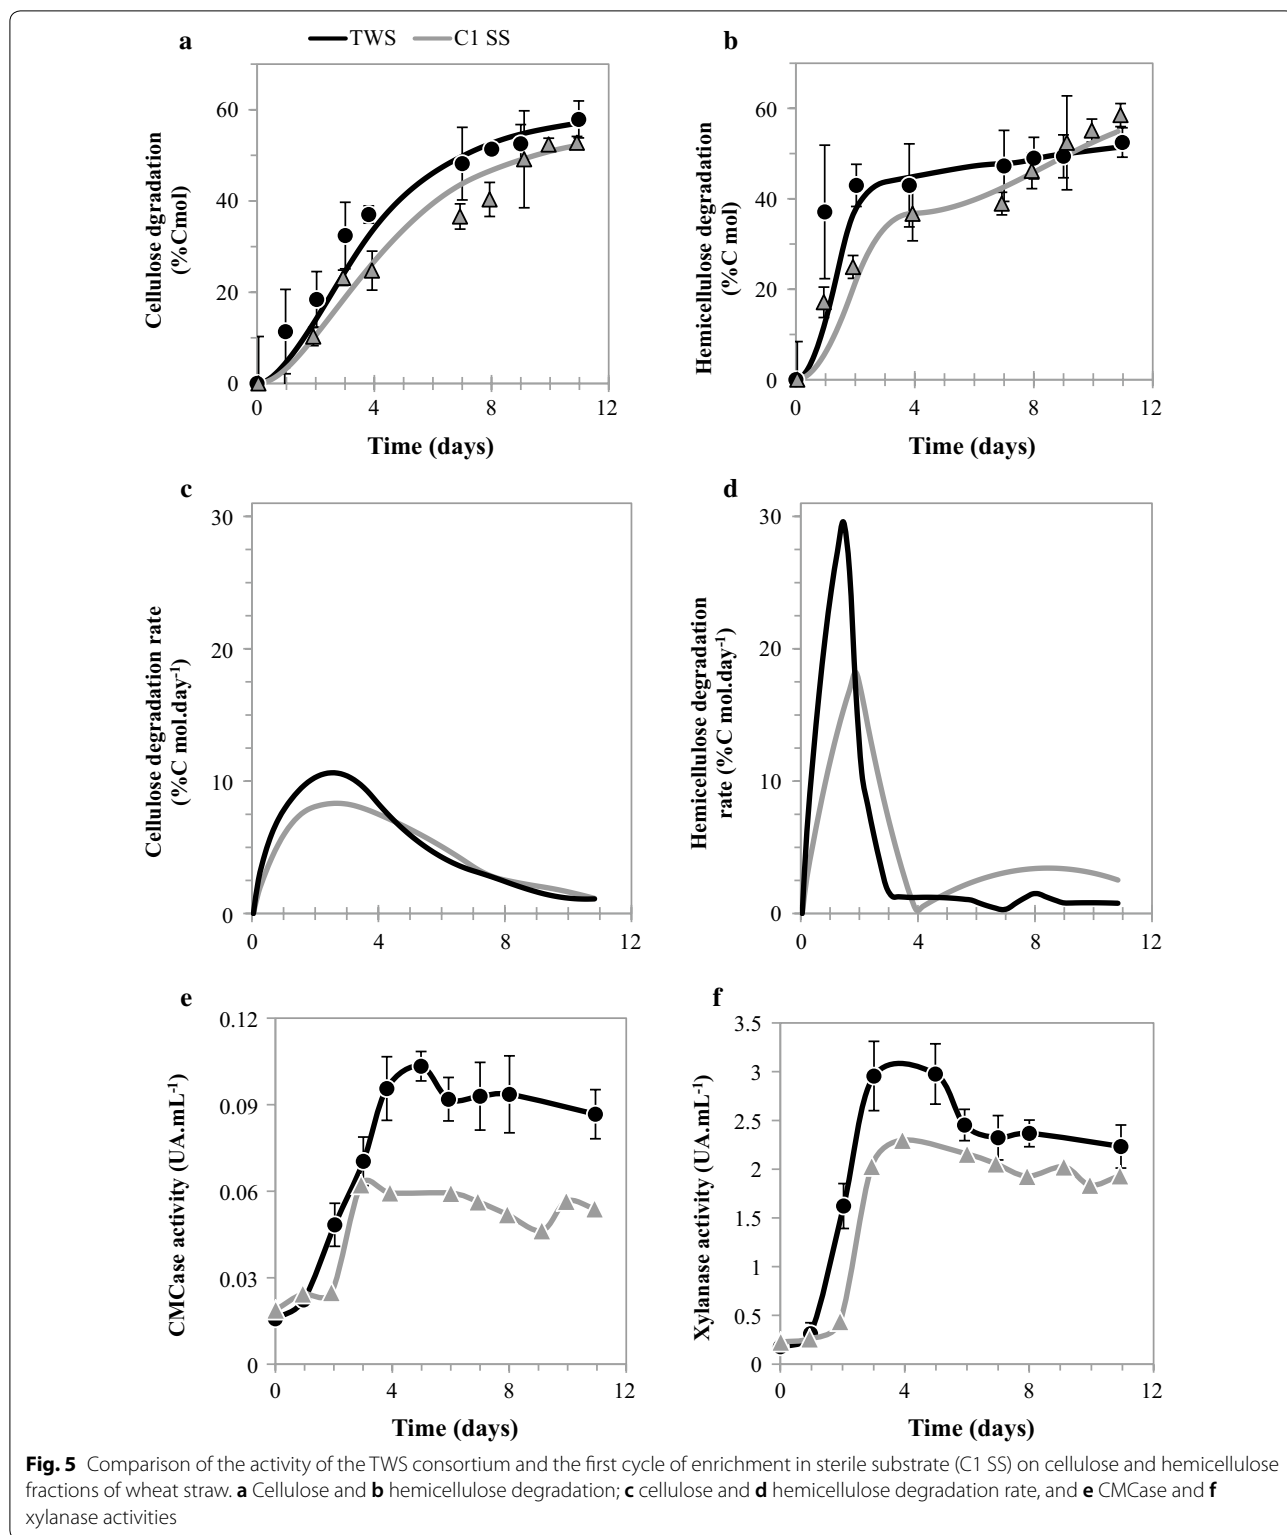 a
TWS C1 SS
b
60
40
20
0
0 4 8 12
Cellulose dgradation
(%Cmol)
Time (days)
60
40
20
0
0 4 8 12
Hemicellulose degradation
(%C mol)
Time (days)
c
30
20
10
0
0 4 8 12
Cellulose degradation rate
(%C mol.day-1)
d
30
20
10
0
0 4 8 12
Hemicellulose degradation
rate (%C mol.day-1)
e
0.12
0.09
0.06
0.03
0
0 4 8 12
CMCase activity (UA.mL-1)
Time (days)
f
3.5
3
2.5
2
1.5
1
0.5
0
0 4 8 12
Xylanase activity (UA.mL-1)
Time (days)
Fig. 5 Comparison of the activity of the TWS consortium and the first cycle of enrichment in sterile substrate (C1 SS) on cellulose and hemicellulose
fractions of wheat straw. a Cellulose and b hemicellulose degradation; c cellulose and d hemicellulose degradation rate, and e CMCase and f
xylanase activities